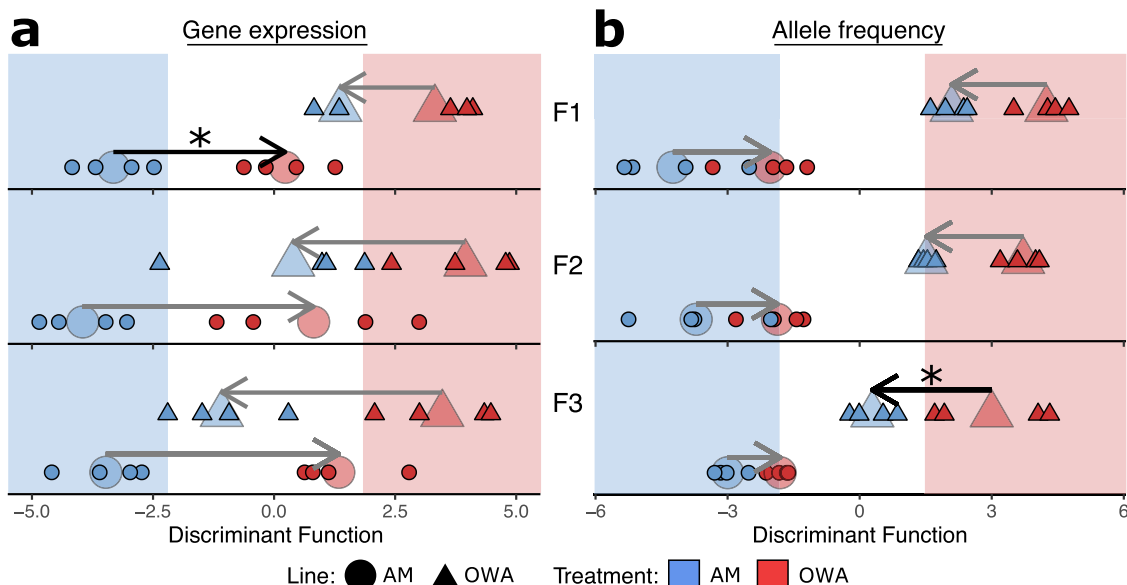 a Gene expression
b Allele frequency
F1
*
F2
F3
*
−5.0 −2.5 0.0 2.5 5.0
−6 −3 0 3 6
Discriminant Function
Discriminant Function
Line: AM OWA Treatment: AM OWA